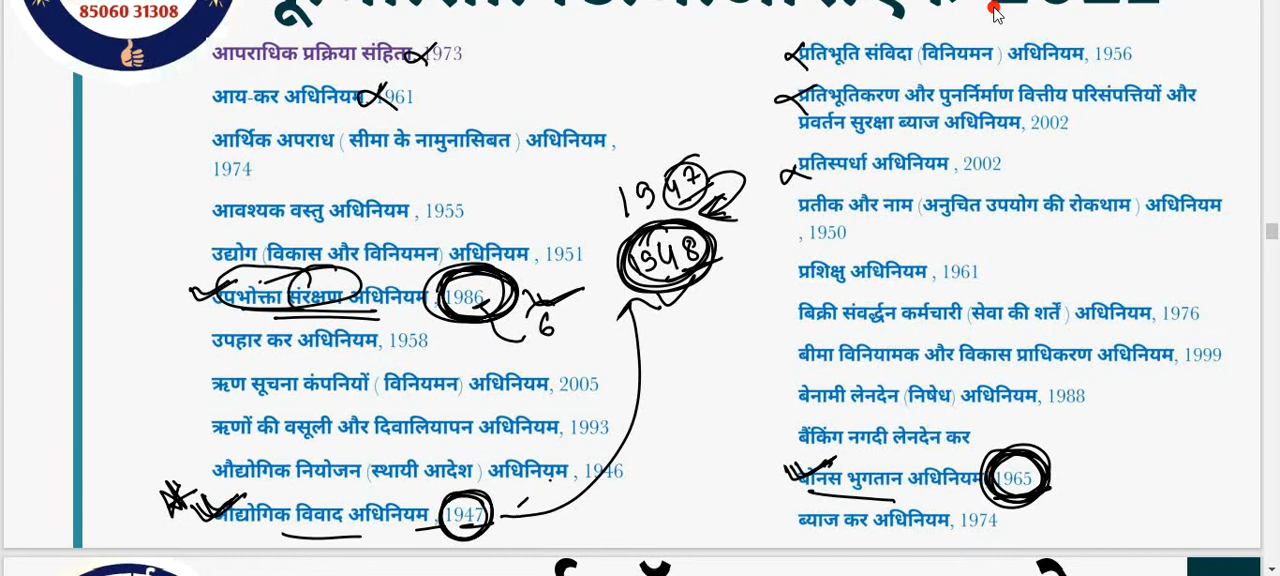 85060 31308
2022
आपराधिक प्रक्रिया संहिता, 1973
आय-कर अधिनियम, 1961
आर्थिक अपराध ( सीमा के नामुनासिबत ) अधिनियम ,
1974
आवश्यक वस्तु अधिनियम , 1955
उद्योग (विकास और विनियमन) अधिनियम , 1951
उपभोक्ता संरक्षण अधिनियम , 1986
6
उपहार कर अधिनियम, 1958
ऋण सूचना कंपनियों ( विनियमन) अधिनियम, 2005
ऋणों की वसूली और दिवालियापन अधिनियम, 1993
औद्योगिक नियोजन (स्थायी आदेश ) अधिनियम , 1946
औद्योगिक विवाद अधिनियम , 1947
1947
1948
प्रतिभूति संविदा (विनियमन ) अधिनियम, 1956
प्रतिभूतिकरण और पुनर्निर्माण वित्तीय परिसंपत्तियों और
प्रवर्तन सुरक्षा ब्याज अधिनियम, 2002
प्रतिस्पर्धा अधिनियम , 2002
प्रतीक और नाम (अनुचित उपयोग की रोकथाम ) अधिनियम
, 1950
प्रशिक्षु अधिनियम , 1961
बिक्री संवर्द्धन कर्मचारी (सेवा की शर्तें ) अधिनियम, 1976
बीमा विनियामक और विकास प्राधिकरण अधिनियम, 1999
बेनामी लेनदेन (निषेध) अधिनियम, 1988
बैंकिंग नगदी लेनदेन कर
बोनस भुगतान अधिनियम, 1965
ब्याज कर अधिनियम, 1974